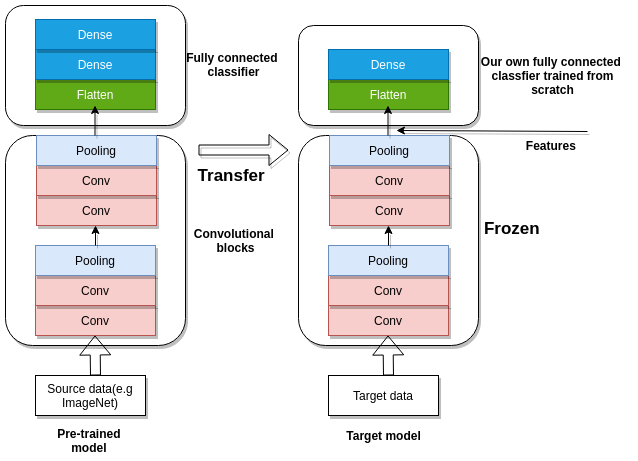 Dense
Dense
Flatten
Fully connected
classifier
Pooling
Conv
Conv
Pooling
Conv
Conv
Convolutional
blocks
Source data(e.g
ImageNet)
Pre-trained
model
Transfer
Dense
Flatten
Our own fully connected
classfier trained from
scratch
Features
Pooling
Conv
Conv
Pooling
Conv
Conv
Frozen
Target data
Target model